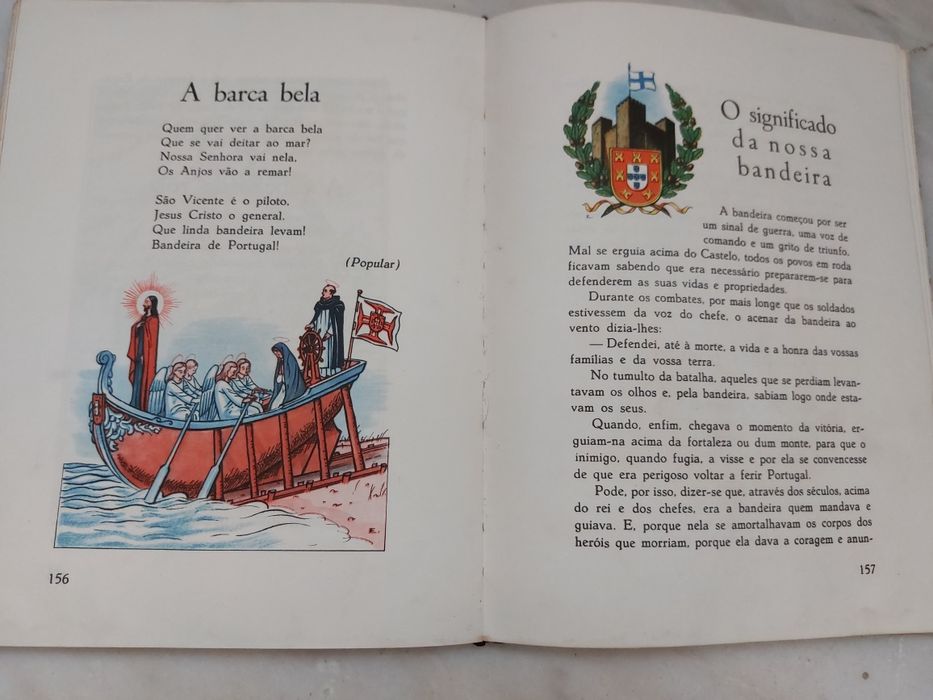 A barca bela
Quem quer ver a barca bela
Que se vai deitar ao mar?
Nossa Senhora vai nela.
Os Anjos vão a remar!
São Vicente é o piloto,
Jesus Cristo o general.
Que linda bandeira levam!
Bandeira de Portugal!
(Popular)
E.
156
O significado
da nossa
bandeira
A bandeira começou por ser
um sinal de guerra, uma voz de
comando e um grito de triunfo.
Mal se erguia acima do Castelo, todos os povos em roda
ficavam sabendo que era necessário prepararem-se para
defenderem as suas vidas e propriedades.
Durante os combates, por mais longe que os soldados
estivessem da voz do chefe, o acenar da bandeira ao
vento dizia-lhes:
— Defendei, até à morte, a vida e a honra das vossas
famílias e da vossa terra.
No tumulto da batalha, aqueles que se perdiam levan-
tavam os olhos e, pela bandeira, sabiam logo onde esta-
vam os seus.
Quando, enfim, chegava o momento da vitória, er-
guiam-na acima da fortaleza ou dum monte, para que o
inimigo, quando fugia, a visse e por ela se convencesse
de que era perigoso voltar a ferir Portugal.
Pode, por isso, dizer-se que, através dos séculos, acima
do rei e dos chefes, era a bandeira quem mandava e
guiava. E, porque nela se amortalhavam os corpos dos
heróis que morriam, porque ela dava a coragem e anun-
157